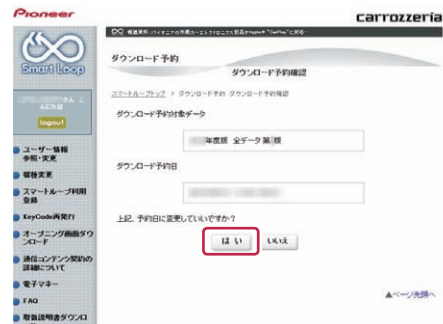 Pioneer
carrozzeria
Smart Loop
ダウンロード予約
ダウンロード予約確認
スマートループトップ > ダウンロード予約 ダウンロード予約確認
さん こんにちは
logout
ダウンロード予約対象データ
年度版 全データ第 版
ダウンロード予約日
上記、予約日に変更していいですか？
はい
いいえ
ユーザー情報
参照・変更
機種変更
スマートループ利用
登録
KeyCode再発行
オープニング画面ダウ
ンロード
通信コンテンツ契約の
詳細について
電子マネー
FAQ
取扱説明書ダウンロ
▲ページ先頭へ